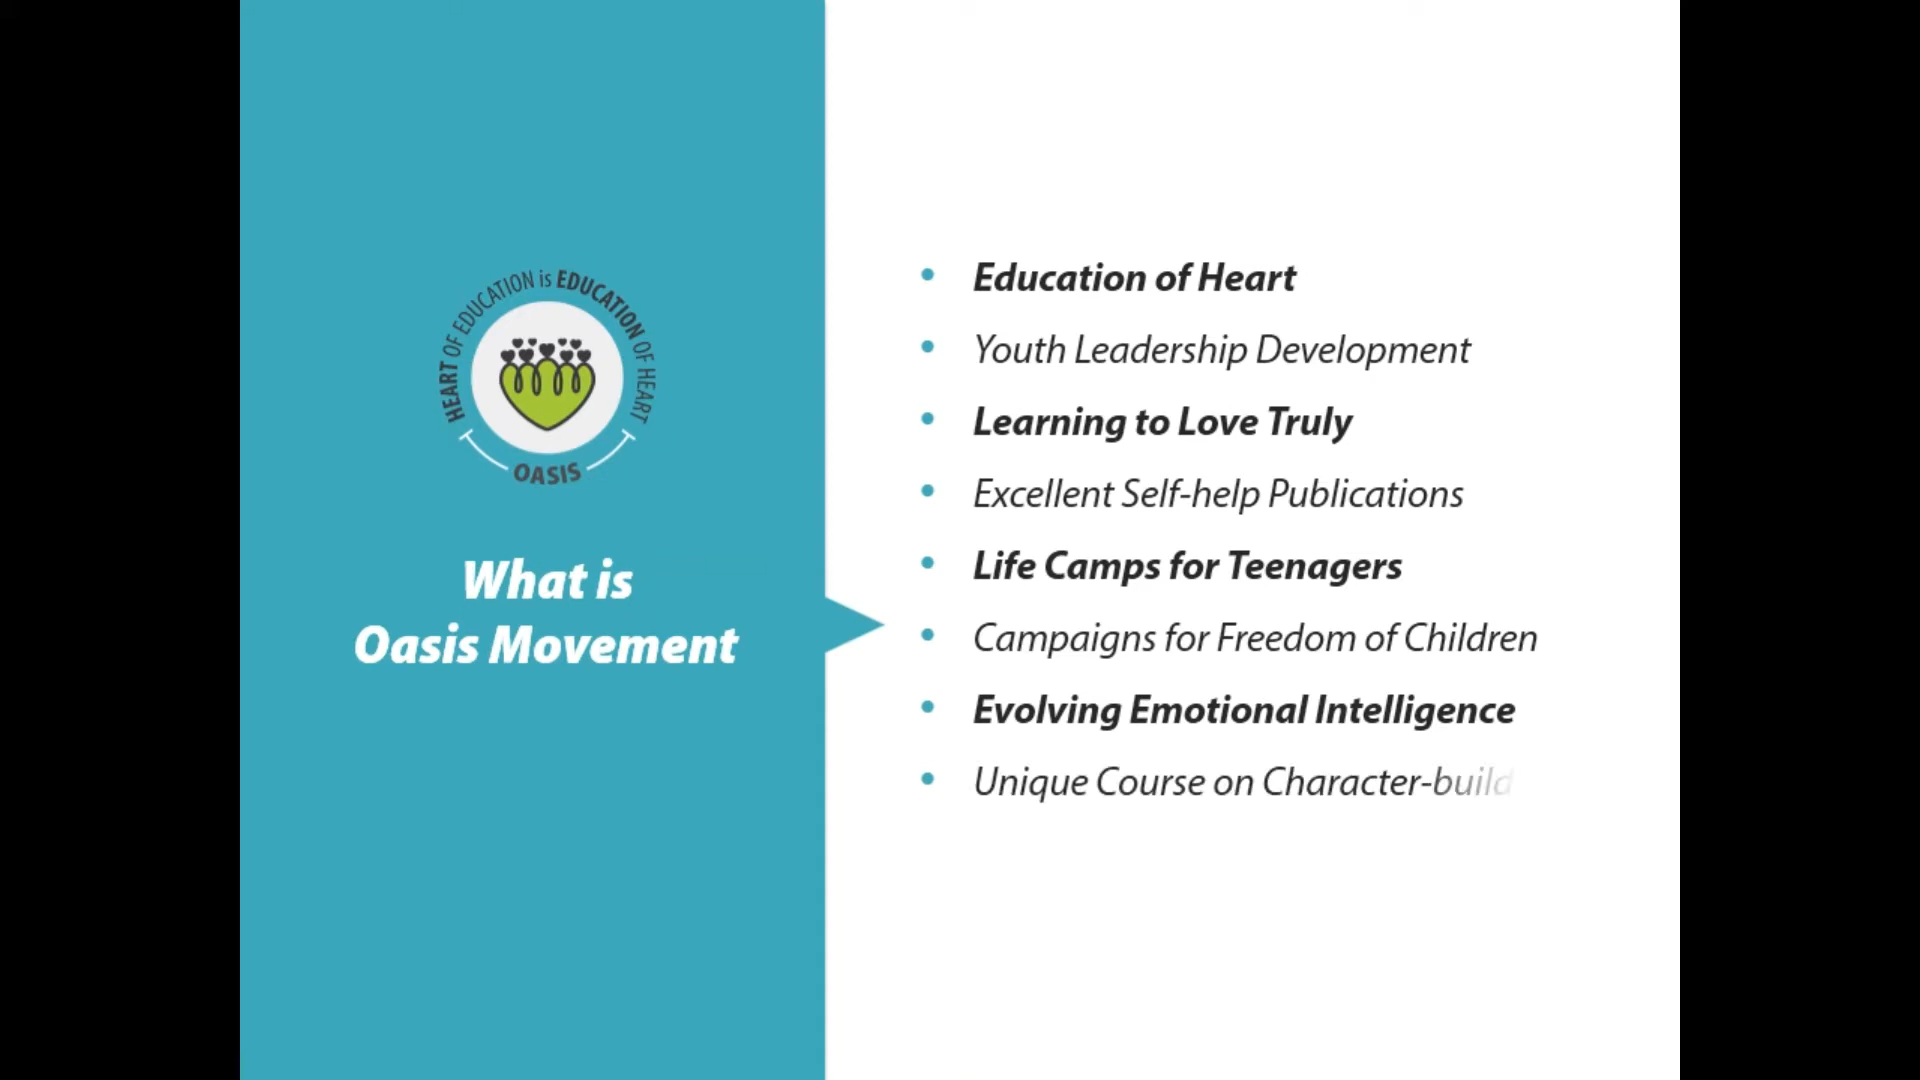 HEART OF EDUCATION is EDUCATION OF HEART
OASIS
What is
Oasis Movement
• Education of Heart
• Youth Leadership Development
• Learning to Love Truly
• Excellent Self-help Publications
• Life Camps for Teenagers
• Campaigns for Freedom of Children
• Evolving Emotional Intelligence
• Unique Course on Character-build